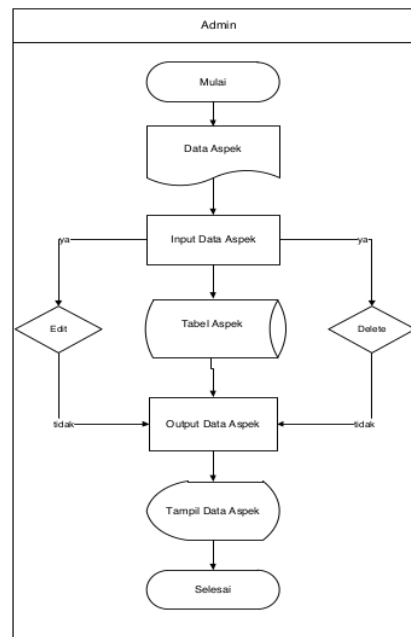 Admin
Mulai
Data Aspek
ya
Input Data Aspek
ya
Edit
Tabel Aspek
Delete
tidak
Output Data Aspek
tidak
Tampil Data Aspek
Selesai